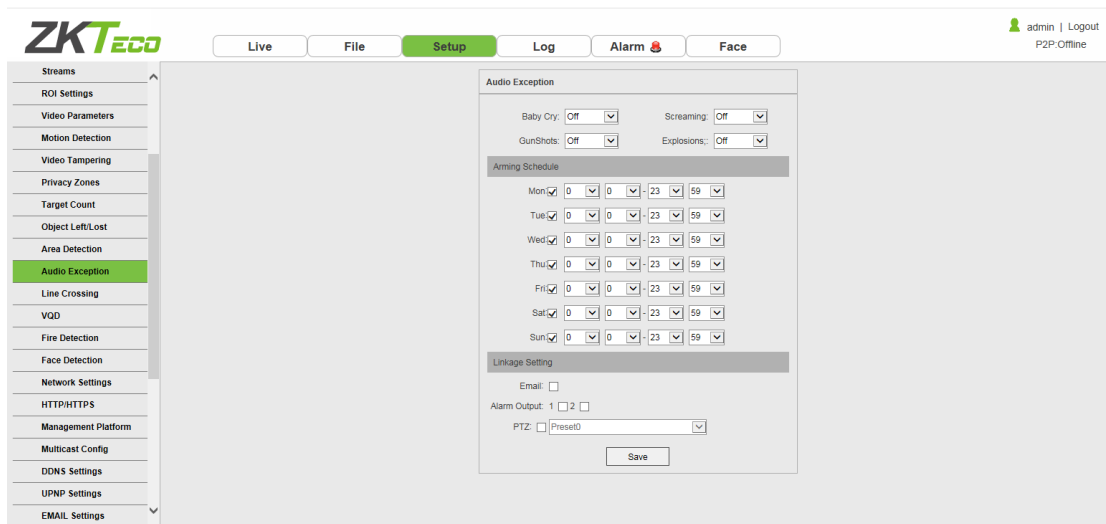 ZKTeco
Live
File
Setup
Log
Alarm
Face
admin | Logout
P2P:Offline
Streams
ROI Settings
Video Parameters
Motion Detection
Video Tampering
Privacy Zones
Target Count
Object Left/Lost
Area Detection
Audio Exception
Line Crossing
VQD
Fire Detection
Face Detection
Network Settings
HTTP/HTTPS
Management Platform
Multicast Config
DDNS Settings
UPNP Settings
EMAIL Settings
Audio Exception
Baby Cry: Off Screaming: Off
GunShots: Off Explosions;: Off
Arming Schedule
Mon: 0 0 - 23 59
Tue: 0 0 - 23 59
Wed: 0 0 - 23 59
Thu: 0 0 - 23 59
Fri: 0 0 - 23 59
Sat: 0 0 - 23 59
Sun: 0 0 - 23 59
Linkage Setting
Email:
Alarm Output: 1 2
PTZ: Preset0
Save